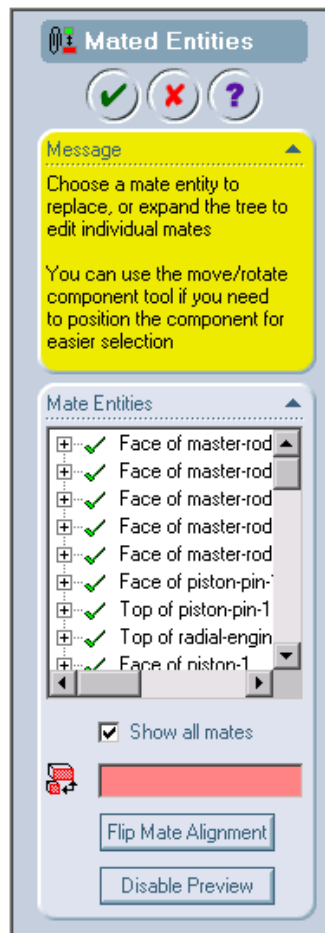 Mated Entities
?
Message
Choose a mate entity to
replace, or expand the tree to
edit individual mates
You can use the move/rotate
component tool if you need
to position the component for
easier selection
Mate Entities
Face of master-rod
Face of master-rod
Face of master-rod
Face of master-rod
Face of master-rod
Face of piston-pin-
Top of piston-pin-1
Top of radial-engin
Face of piston-1
Show all mates
Flip Mate Alignment
Disable Preview